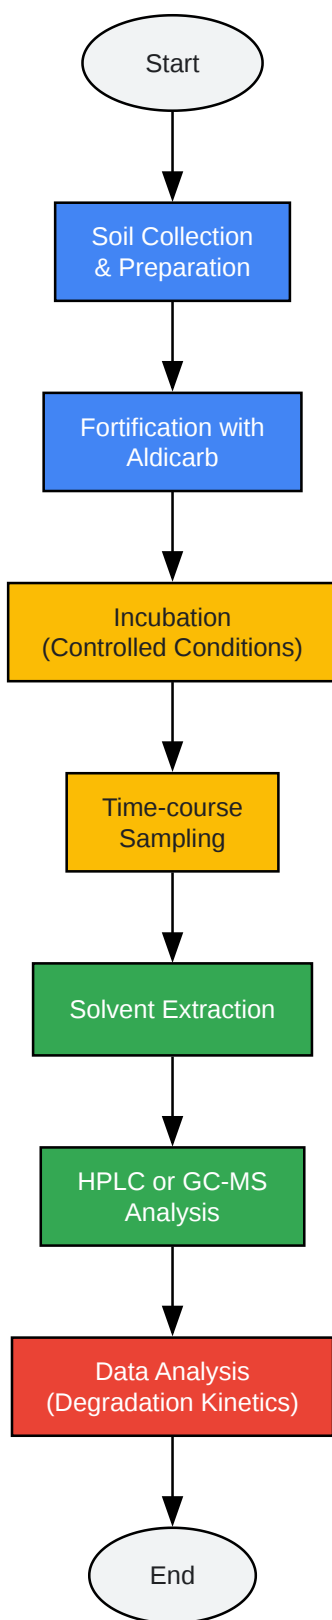 Start
Soil Collection
& Preparation
Fortification with
Aldicarb
Incubation
(Controlled Conditions)
Time-course
Sampling
Solvent Extraction
HPLC or GC-MS
Analysis
Data Analysis
(Degradation Kinetics)
End